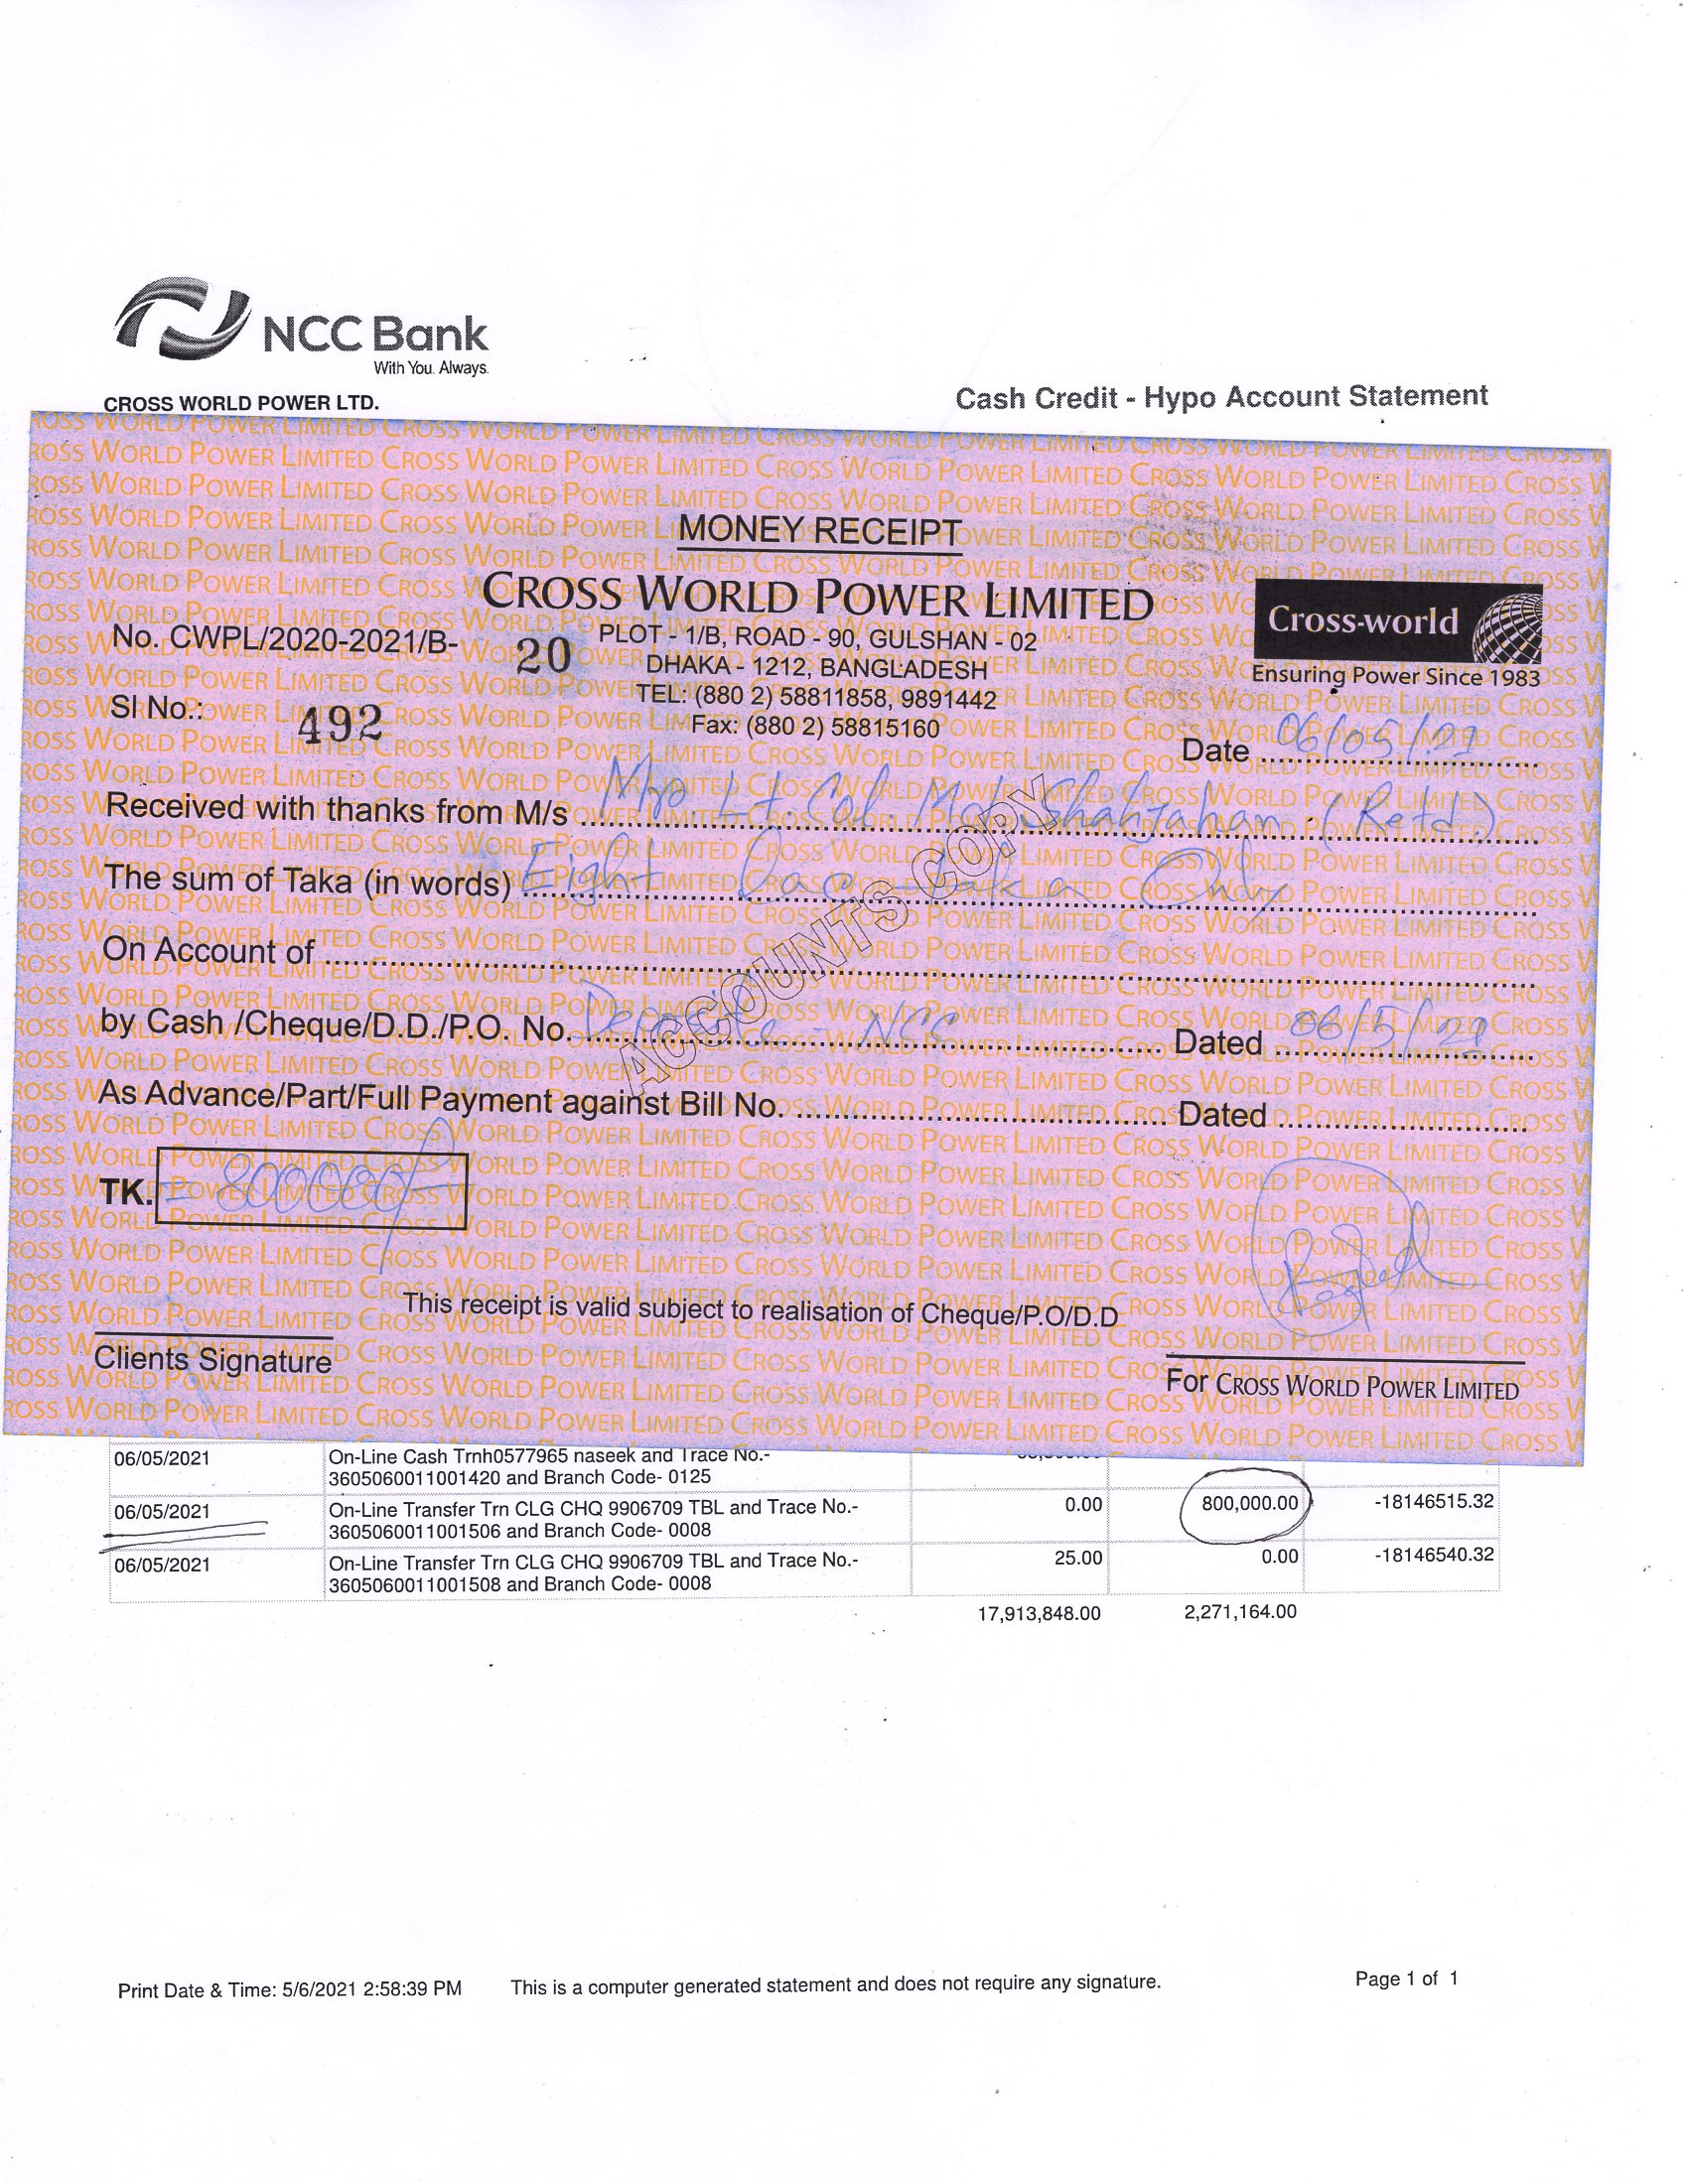 NCC Bank
With You. Always.
CROSS WORLD POWER LTD.
Cash Credit - Hypo Account Statement
MONEY RECEIPT
CROSS WORLD POWER LIMITED
Cross-world
Ensuring Power Since 1983
No. CWPL/2020-2021/B- 20
PLOT - 1/B, ROAD - 90, GULSHAN - 02
DHAKA - 1212, BANGLADESH
TEL: (880 2) 58811858, 9891442
Fax: (880 2) 58815160
Sl No.: 492
Date 06/05/21
Received with thanks from M/s Lt. Col. Shahjahan (Retd.)
The sum of Taka (in words) Eight Only
On Account of
by Cash /Cheque/D.D./P.O. No. NCC Dated 06/5/21
As Advance/Part/Full Payment against Bill No. Dated
TK. = 800000/-
ACCOUNTS COPY
This receipt is valid subject to realisation of Cheque/P.O/D.D
Clients Signature
For CROSS WORLD POWER LIMITED
06/05/2021 On-Line Cash Trnh0577965 naseek and Trace No.-
3605060011001420 and Branch Code- 0125
06/05/2021 On-Line Transfer Trn CLG CHQ 9906709 TBL and Trace No.- 0.00 800,000.00 -18146515.32
3605060011001506 and Branch Code- 0008
06/05/2021 On-Line Transfer Trn CLG CHQ 9906709 TBL and Trace No.- 25.00 0.00 -18146540.32
3605060011001508 and Branch Code- 0008
17,913,848.00 2,271,164.00
Print Date & Time: 5/6/2021 2:58:39 PM This is a computer generated statement and does not require any signature. Page 1 of 1